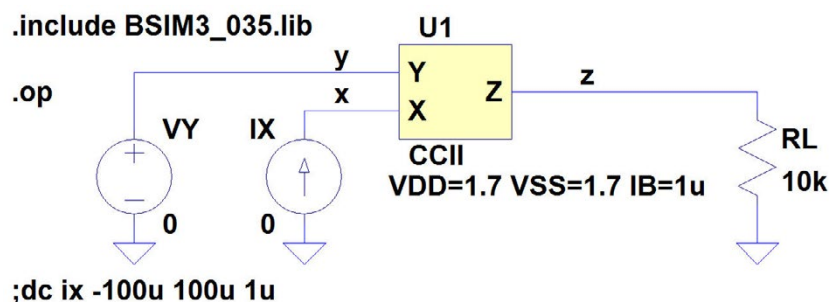 .include BSIM3_035.lib
U1
y
Y
.op
x
X
Z
z
VY
IX
RL
CCII
10k
VDD=1.7 VSS=1.7 IB=1u
0
0
;dc ix -100u 100u 1u